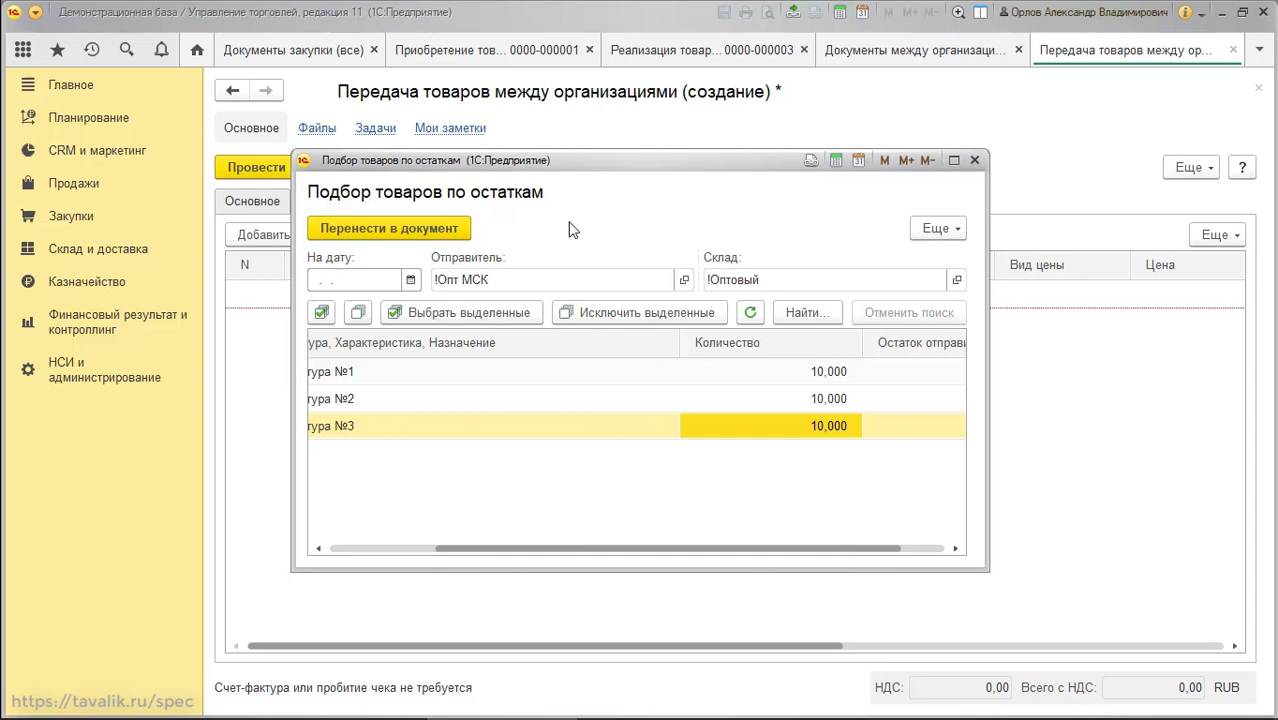 Демонстрационная база / Управление торговлей, редакция 11 (1С:Предприятие)
M M+ M-
Орлов Александр Владимирович
Документы закупки (все) ×
Приобретение тов... 0000-000001 ×
Реализация товар... 0000-000003 ×
Документы между организаци... ×
Передача товаров между ор... ×
Главное
Планирование
CRM и маркетинг
Продажи
Закупки
Склад и доставка
Казначейство
Финансовый результат и
контроллинг
НСИ и
администрирование
Передача товаров между организациями (создание) *
Основное
Файлы
Задачи
Мои заметки
Провести
Еще
?
Основное
Добавить
Еще
N
Вид цены
Цена
Подбор товаров по остаткам (1С:Предприятие)
M M+ M-
Подбор товаров по остаткам
Перенести в документ
Еще
На дату:
Отправитель:
Склад:
. .
!Опт МСК
!Оптовый
Выбрать выделенные
Исключить выделенные
Найти...
Отменить поиск
ура, Характеристика, Назначение
Количество
Остаток отправи
тура №1 10,000
тура №2 10,000
тура №3 10,000
Счет-фактура или пробитие чека не требуется
НДС: 0,00 Всего с НДС: 0,00 RUB
https://tavalik.ru/spec